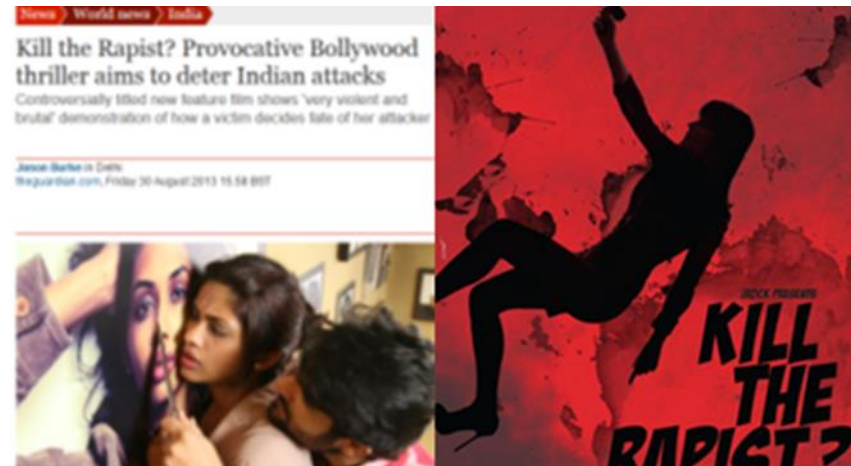 News World news India
Kill the Rapist? Provocative Bollywood
thriller aims to deter Indian attacks
Controversially titled new feature film shows 'very violent and
brutal' demonstration of how a victim decides fate of her attacker
Jason Burke in Delhi
theguardian.com, Friday 30 August 2013 15.58 BST
PRESENTS
KILL
THE
RAPIST?